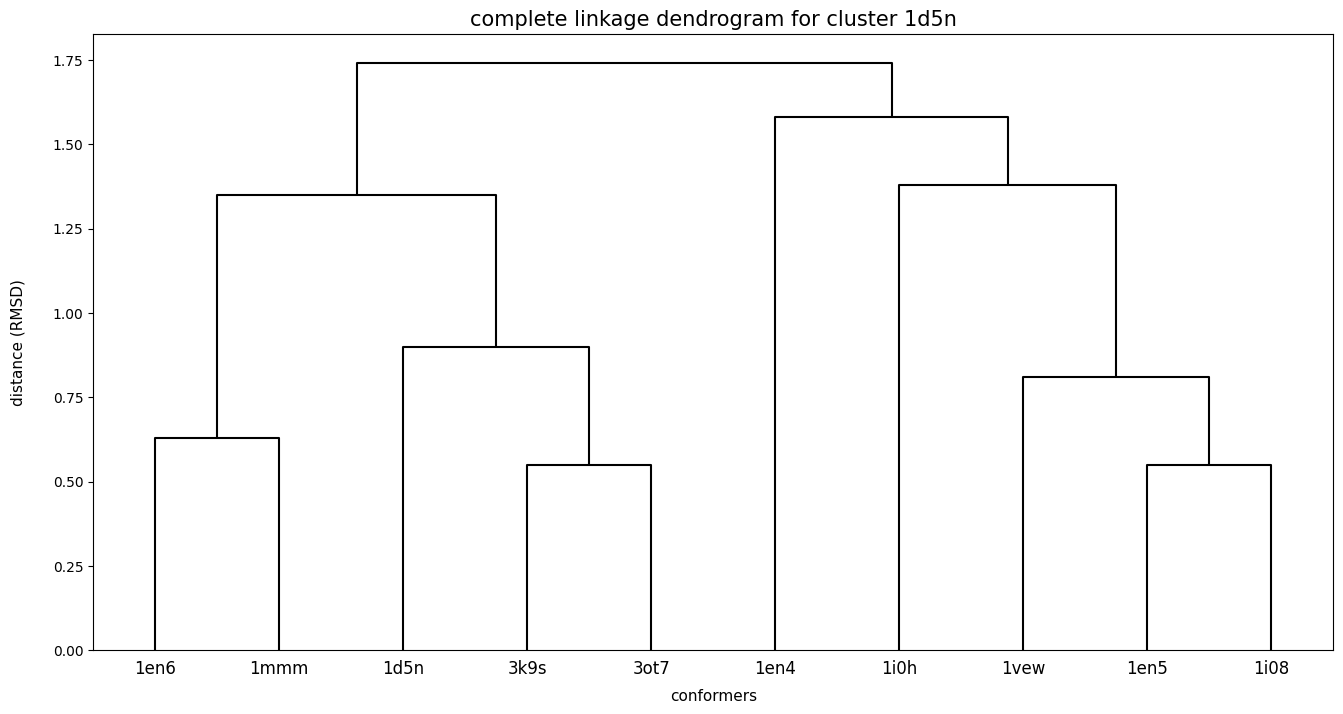 complete linkage dendrogram for cluster 1d5n
1.75
1.50
1.25
1.00
0.75
0.50
0.25
0.00
distance (RMSD)
1en6 1mmm 1d5n 3k9s 3ot7 1en4 1i0h 1vew 1en5 1i08
conformers